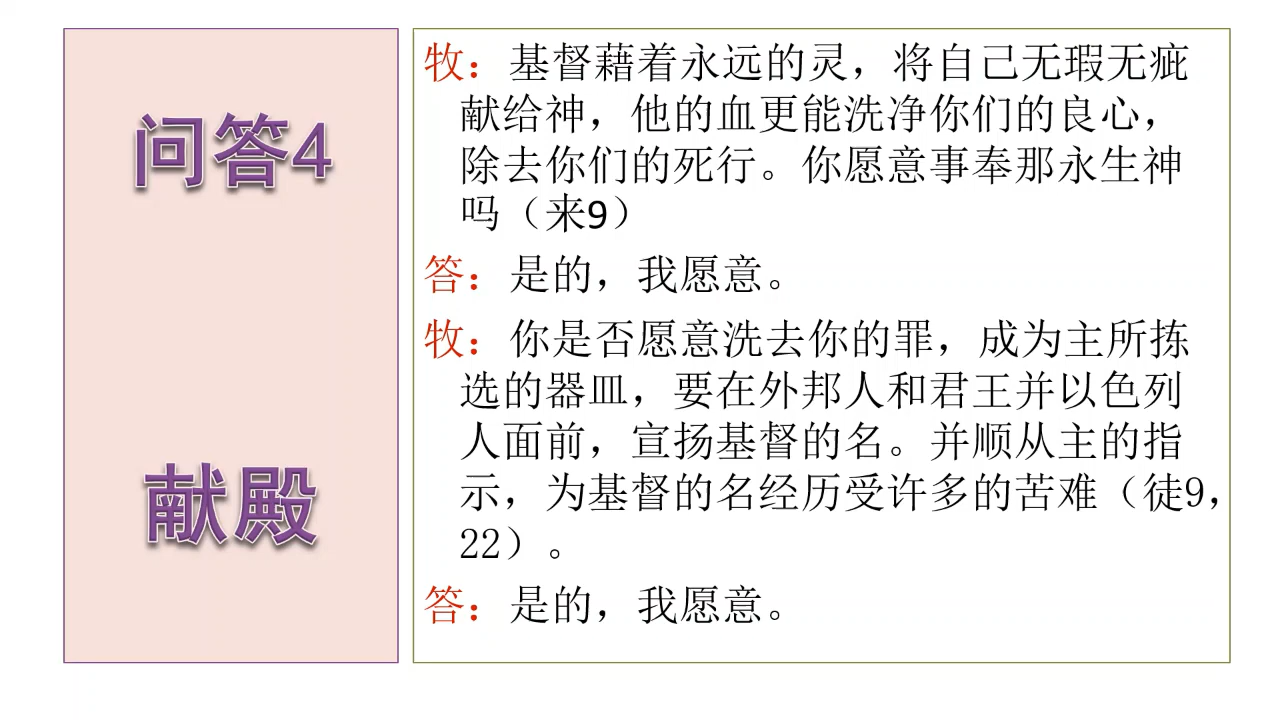 问答4
献殿
牧：基督藉着永远的灵，将自己无瑕无疵
献给神，他的血更能洗净你们的良心，
除去你们的死行。你愿意事奉那永生神
吗（来9）
答：是的，我愿意。
牧：你是否愿意洗去你的罪，成为主所拣
选的器皿，要在外邦人和君王并以色列
人面前，宣扬基督的名。并顺从主的指
示，为基督的名经历受许多的苦难（徒9，
22）。
答：是的，我愿意。